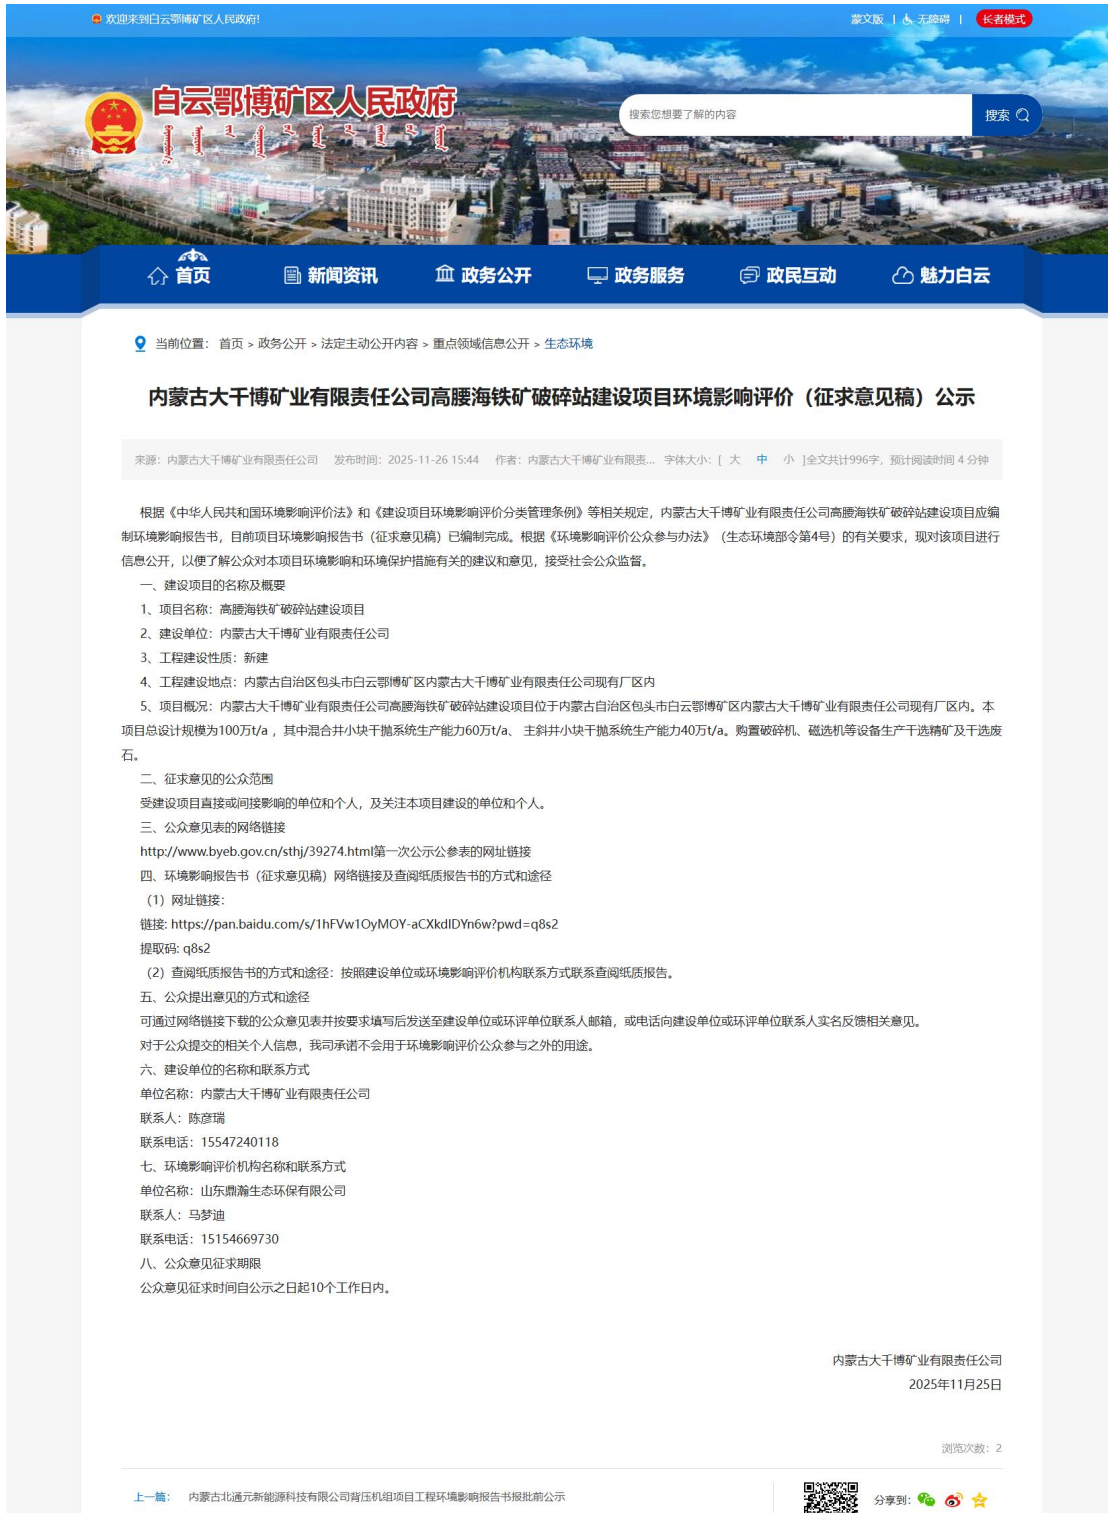 欢迎来到白云鄂博矿区人民政府!
蒙文版 | 无障碍 | 长者模式
白云鄂博矿区人民政府
搜索您想要了解的内容
搜索
首页 新闻资讯 政务公开 政务服务 政民互动 魅力白云
当前位置： 首页 > 政务公开 > 法定主动公开内容 > 重点领域信息公开 > 生态环境
内蒙古大千博矿业有限责任公司高腰海铁矿破碎站建设项目环境影响评价（征求意见稿）公示
来源：内蒙古大千博矿业有限责任公司 发布时间：2025-11-26 15:44 作者：内蒙古大千博矿业有限责... 字体大小：[ 大 中 小 ]全文共计996字，预计阅读时间 4 分钟
根据《中华人民共和国环境影响评价法》和《建设项目环境影响评价分类管理条例》等相关规定，内蒙古大千博矿业有限责任公司高腰海铁矿破碎站建设项目应编
制环境影响报告书，目前项目环境影响报告书（征求意见稿）已编制完成。根据《环境影响评价公众参与办法》（生态环境部令第4号）的有关要求，现对该项目进行
信息公开，以便了解公众对本项目环境影响和环境保护措施有关的建议和意见，接受社会公众监督。
一、建设项目的名称及概要
1、项目名称：高腰海铁矿破碎站建设项目
2、建设单位：内蒙古大千博矿业有限责任公司
3、工程建设性质：新建
4、工程建设地点：内蒙古自治区包头市白云鄂博矿区内蒙古大千博矿业有限责任公司现有厂区内
5、项目概况：内蒙古大千博矿业有限责任公司高腰海铁矿破碎站建设项目位于内蒙古自治区包头市白云鄂博矿区内蒙古大千博矿业有限责任公司现有厂区内。本
项目总设计规模为100万t/a ，其中混合井小块干抛系统生产能力60万t/a、 主斜井小块干抛系统生产能力40万t/a。购置破碎机、磁选机等设备生产干选精矿及干选废
石。
二、征求意见的公众范围
受建设项目直接或间接影响的单位和个人，及关注本项目建设的单位和个人。
三、公众意见表的网络链接
http://www.byeb.gov.cn/sthj/39274.html第一次公示公参表的网址链接
四、环境影响报告书（征求意见稿）网络链接及查阅纸质报告书的方式和途径
（1）网址链接：
链接: https://pan.baidu.com/s/1hFVw1OyMOY-aCXkdIDYn6w?pwd=q8s2
提取码: q8s2
（2）查阅纸质报告书的方式和途径：按照建设单位或环境影响评价机构联系方式联系查阅纸质报告。
五、公众提出意见的方式和途径
可通过网络链接下载的公众意见表并按要求填写后发送至建设单位或环评单位联系人邮箱，或电话向建设单位或环评单位联系人实名反馈相关意见。
对于公众提交的相关个人信息，我司承诺不会用于环境影响评价公众参与之外的用途。
六、建设单位的名称和联系方式
单位名称：内蒙古大千博矿业有限责任公司
联系人：陈彦瑞
联系电话：15547240118
七、环境影响评价机构名称和联系方式
单位名称：山东鼎瀚生态环保有限公司
联系人：马梦迪
联系电话：15154669730
八、公众意见征求期限
公众意见征求时间自公示之日起10个工作日内。
内蒙古大千博矿业有限责任公司
2025年11月25日
浏览次数：2
上一篇： 内蒙古北通元新能源科技有限公司背压机组项目工程环境影响报告书报批前公示
分享到: